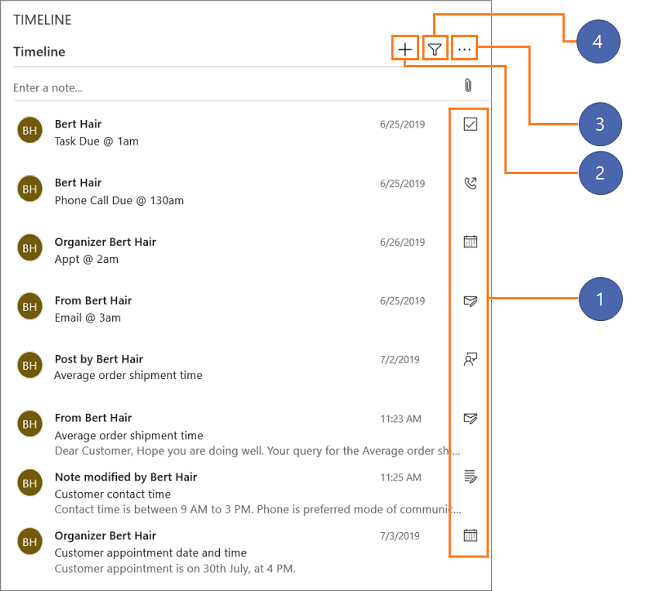 TIMELINE
Timeline
4
Enter a note...
3
BH Bert Hair 6/25/2019
Task Due @ 1am
2
BH Bert Hair 6/25/2019
Phone Call Due @ 130am
BH Organizer Bert Hair 6/26/2019
Appt @ 2am
1
BH From Bert Hair 6/25/2019
Email @ 3am
BH Post by Bert Hair 7/2/2019
Average order shipment time
BH From Bert Hair 11:23 AM
Average order shipment time
Dear Customer, Hope you are doing well. Your query for the Average order shi...
BH Note modified by Bert Hair 11:25 AM
Customer contact time
Contact time is between 9 AM to 3 PM. Phone is preferred mode of communic...
BH Organizer Bert Hair 7/3/2019
Customer appointment date and time
Customer appointment is on 30th July, at 4 PM.